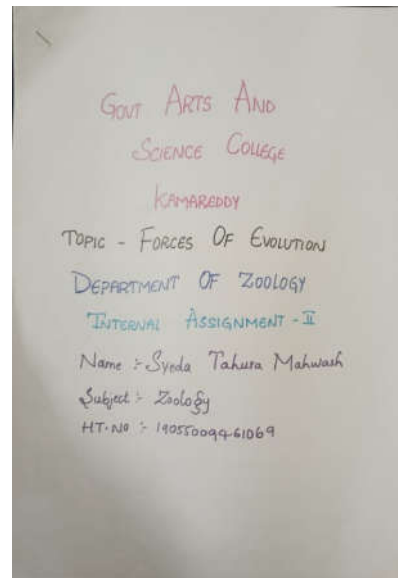 GOVT ARTS AND
SCIENCE COLLEGE
KAMAREDDY
TOPIC - FORCES OF EVOLUTION
DEPARTMENT OF ZOOLOGY
INTERNAL ASSIGNMENT - II
Name :- Syeda Tahura Mahwash
Subject :- Zoology
HT.NO :- 19055009461069